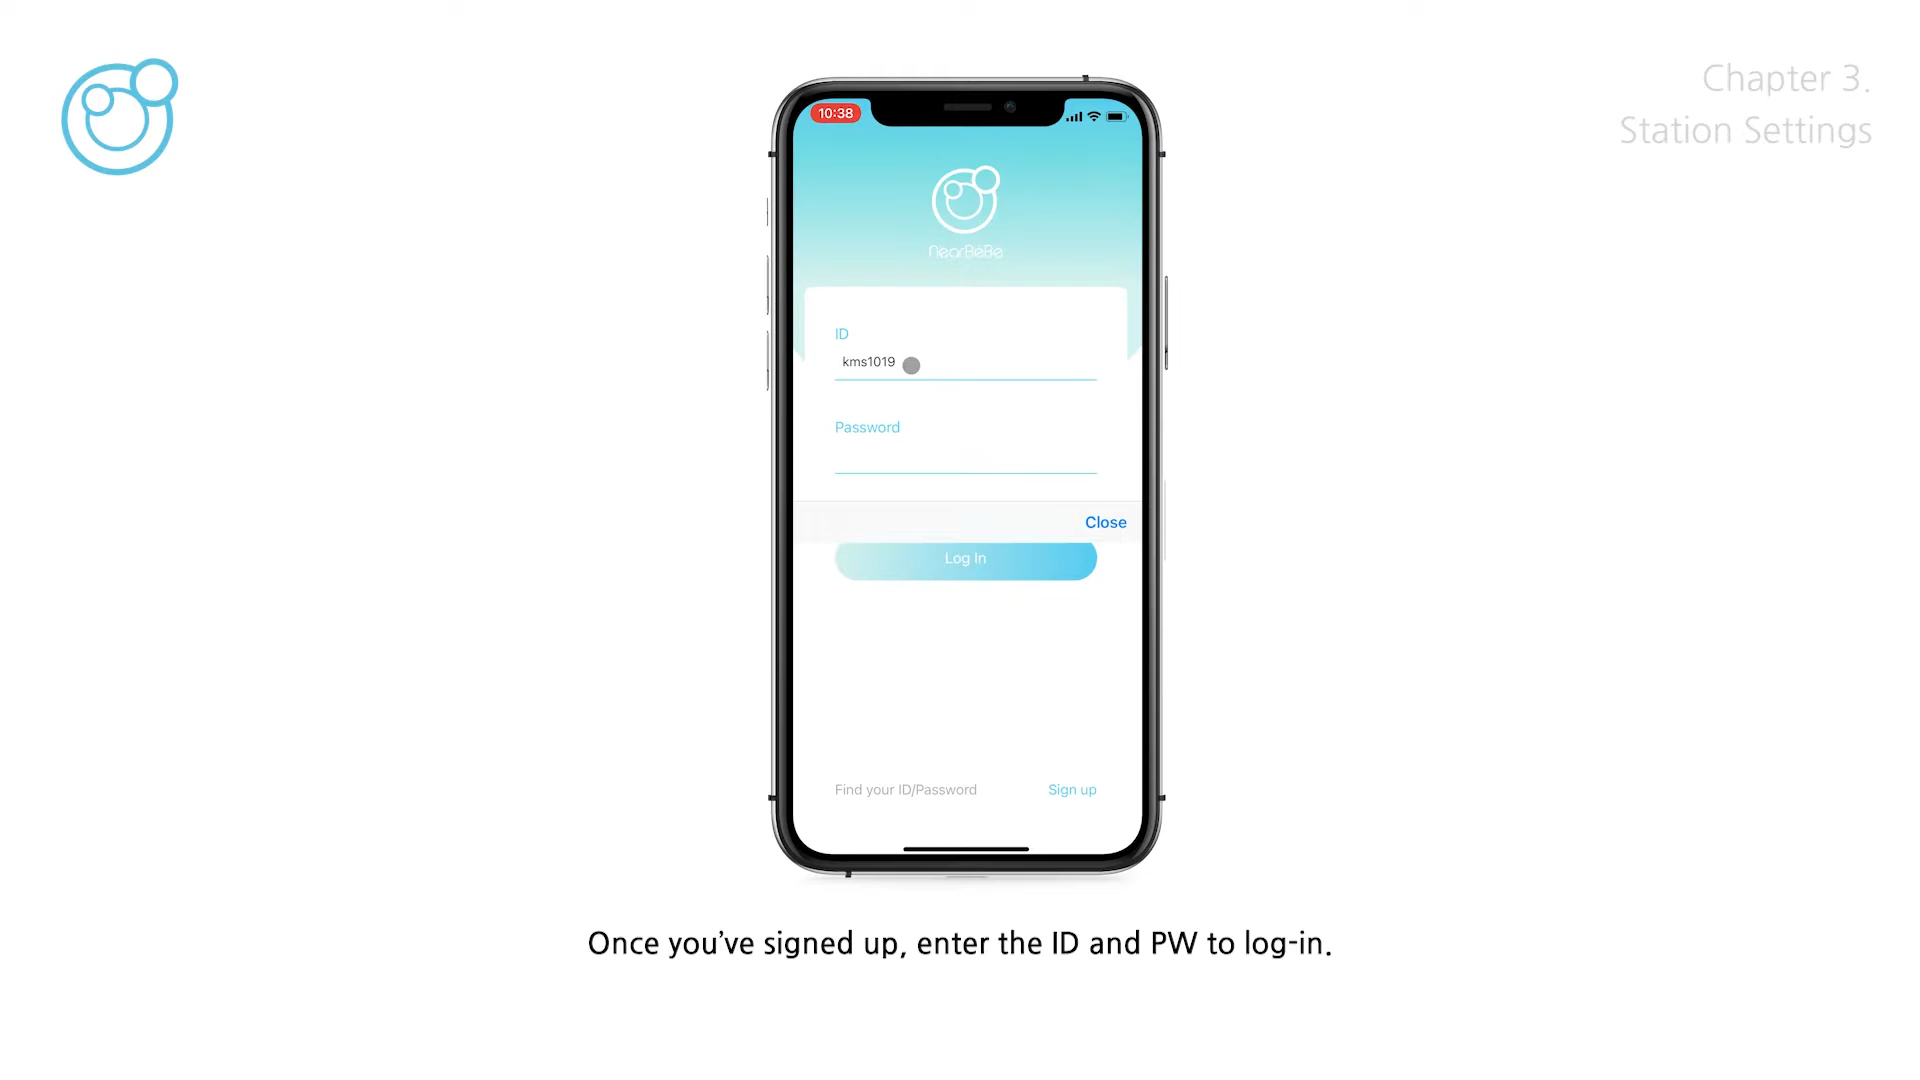 Chapter 3.
Station Settings
10:38
NearBeBe
ID
kms1019
Password
Close
Log In
Find your ID/Password
Sign up
Once you’ve signed up, enter the ID and PW to log-in.